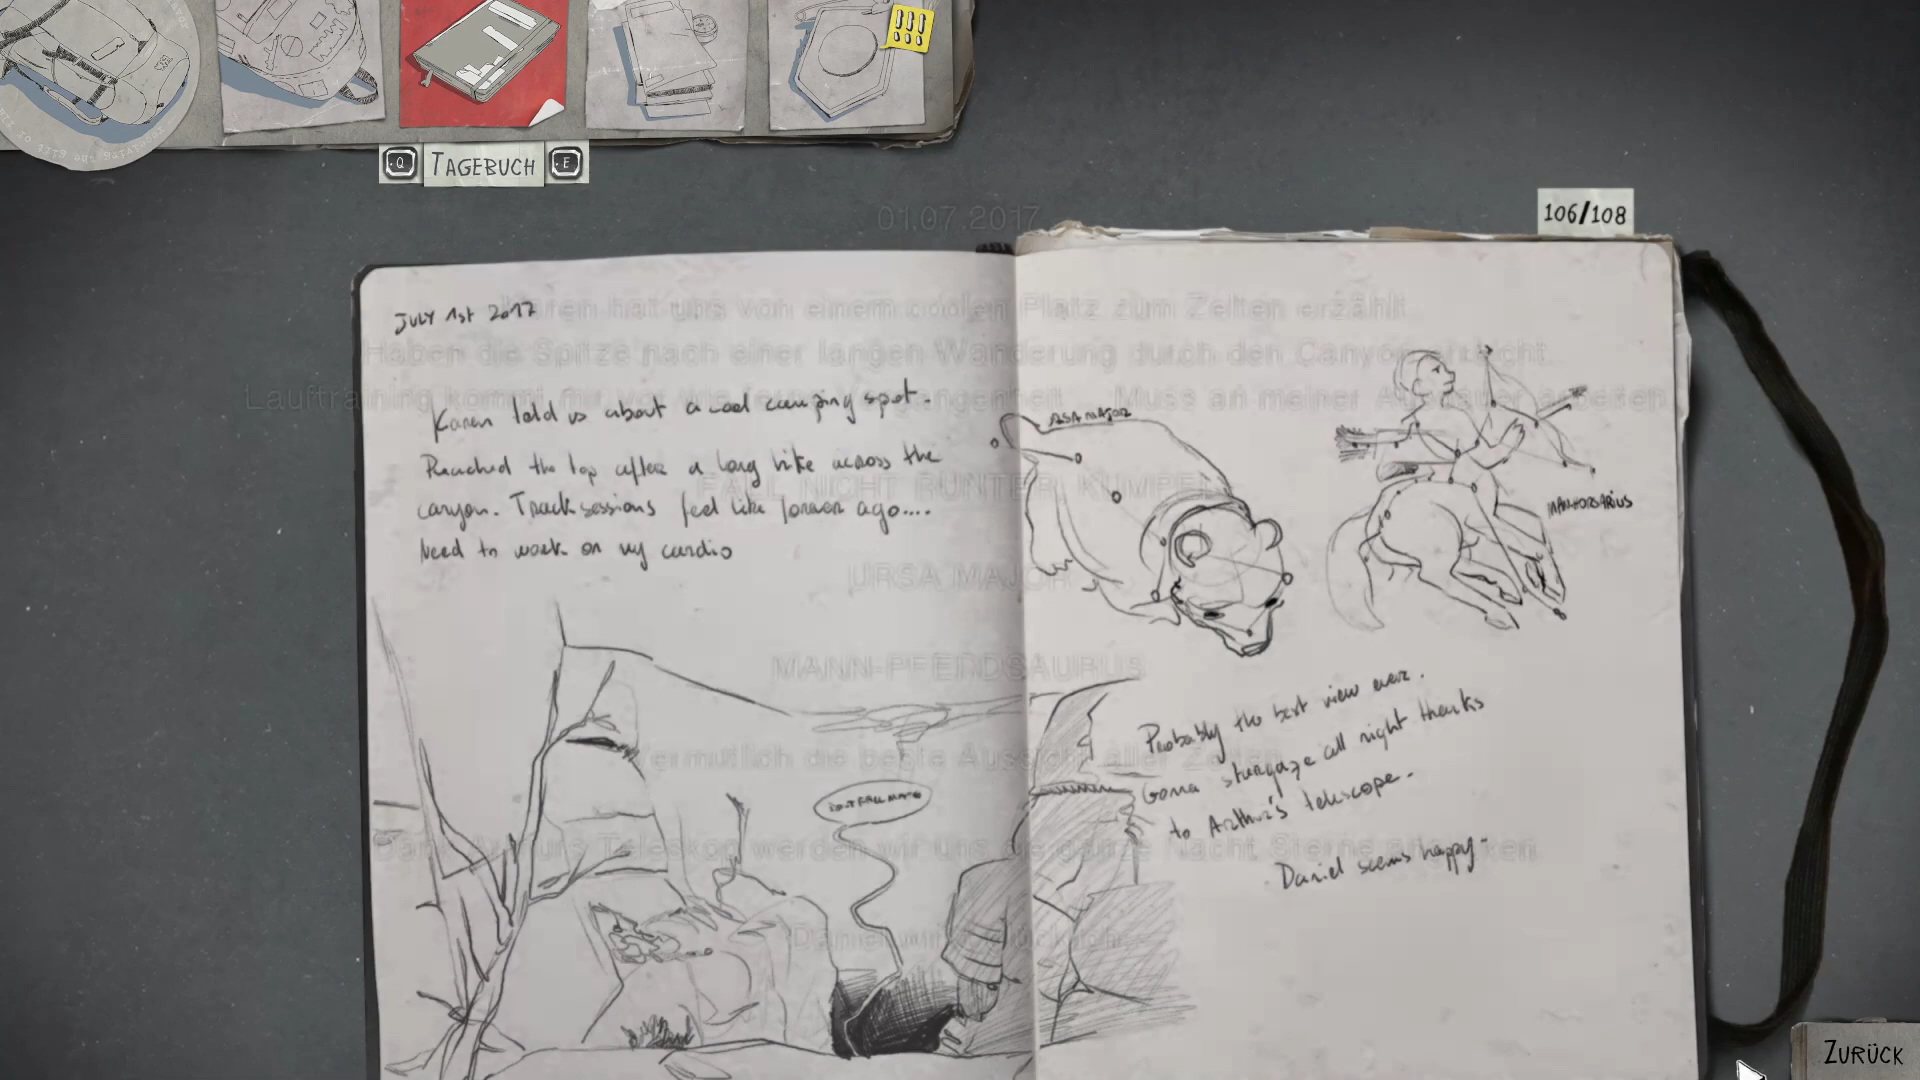 Q TAGEBUCH E
106/108
01.07.2017
JULY 1st 2017
Karen hat uns von einem coolen Platz zum Zelten erzählt
Haben die Spitze nach einer langen Wanderung durch den Canyon erreicht.
Lauftraining kommt mir vor wie ferne Vergangenheit ... Muss an meiner Ausdauer arbeiten
Karen told us about a cool camping spot.
Reached the top after a long hike across the
canyon. Track sessions feel like forever ago....
Need to work on my cardio
FALL NICHT RUNTER, KUMPEL
URSA MAJOR
MANN-PFERDSAURUS
Vermutlich die beste Aussicht aller Zeiten
Dank Arthurs Teleskop werden wir uns die ganze Nacht Sterne angucken
Daniel wirkt glücklich
DON'T FALL MATE
URSA MAJOR
MANHORSARIUS
Probably the best view ever.
Gonna stargaze all night thanks
to Arthur's telescope.
Daniel seems happy.
ZURÜCK